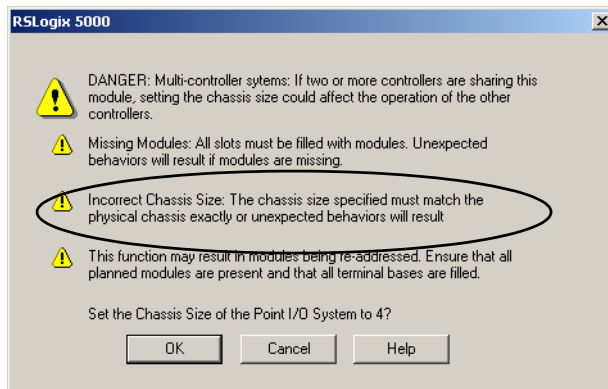 RSLogix 5000
DANGER: Multi-controller sytems: If two or more controllers are sharing this
module, setting the chassis size could affect the operation of the other
controllers.
Missing Modules: All slots must be filled with modules. Unexpected
behaviors will result if modules are missing.
Incorrect Chassis Size: The chassis size specified must match the
physical chassis exactly or unexpected behaviors will result
This function may result in modules being re-addressed. Ensure that all
planned modules are present and that all terminal bases are filled.
Set the Chassis Size of the Point I/O System to 4?
OK
Cancel
Help